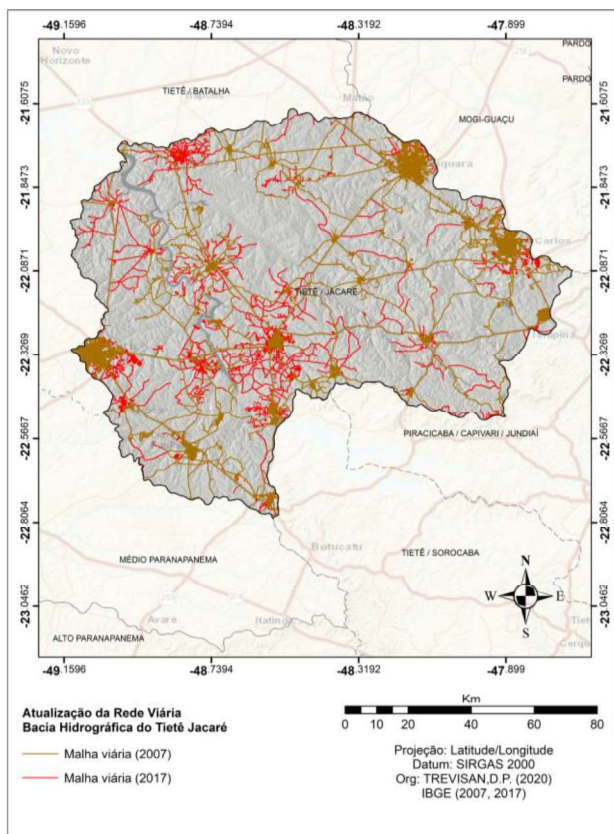 -49.1596 -48.7394 -48.3192 -47.899
Novo
Horizonte
PARDO
PARDO
TIETÊ / BATALHA
Matão
MOGI-GUAÇU
-21.6075 -21.6075
-21.8473 -21.8473
Carlos
-22.0871 -22.0871
TIETÊ / JACARÉ
-22.3269 -22.3269
PIRACICABA / CAPIVARI / JUNDIAÍ
-22.5667 -22.5667
-22.8064 -22.8064
Botucatu
TIETÊ / SOROCABA
MÉDIO PARANAPANEMA
N
W E
S
-23.0462 -23.0462
Avaré
Itatinga
ALTO PARANAPANEMA
-49.1596 -48.7394 -48.3192 -47.899
Atualização da Rede Viária
Bacia Hidrográfica do Tietê Jacaré
Malha viária (2007)
Malha viária (2017)
Km
0 5 10 20 40 60 80
Projeção: Latitude/Longitude
Datum: SIRGAS 2000
Org: TREVISAN,D.P. (2020)
IBGE (2007, 2017)